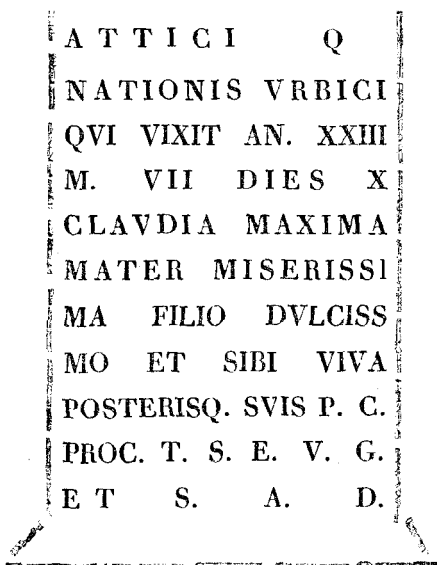 ATTICI Q
NATIONIS VRBICI
QVI VIXIT AN. XXIII
M. VII DIES X
CLAVDIA MAXIMA
MATER MISERISSI
MA FILIO DVLCISS
MO ET SIBI VIVA
POSTERISQ. SVIS P. C.
PROC. T. S. E. V. G.
ET S. A. D.